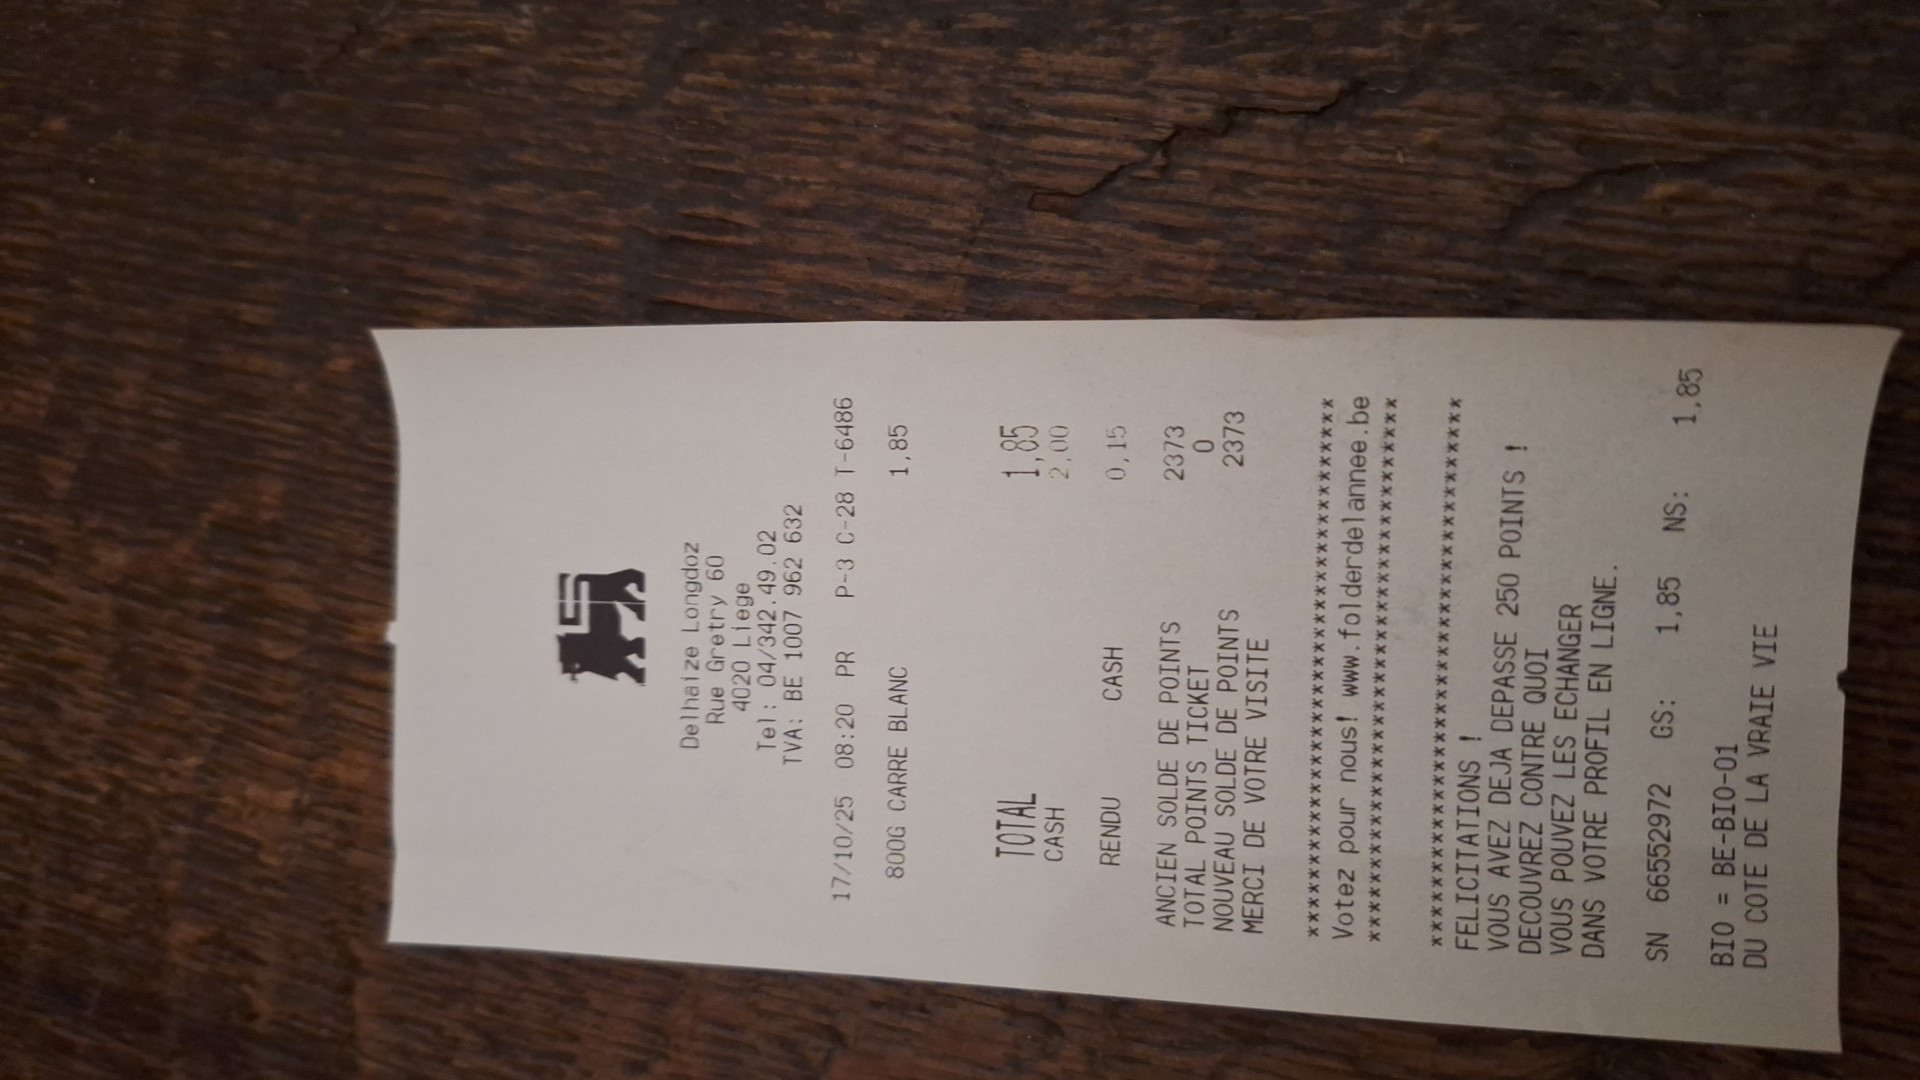 Delhaize Longdoz
Rue Gretry 60
4020 Liege
Tel: 04/342.49.02
TVA: BE 1007 962 632
17/10/25 08:20 PR P-3 C-28 T-6486
800G CARRE BLANC 1,85
TOTAL 1,85
CASH 2,00
RENDU CASH 0,15
ANCIEN SOLDE DE POINTS 2373
TOTAL POINTS TICKET 0
NOUVEAU SOLDE DE POINTS 2373
MERCI DE VOTRE VISITE
****************************************
Votez pour nous! www.folderdelannee.be
****************************************
****************************************
FELICITATIONS !
VOUS AVEZ DEJA DEPASSE 250 POINTS !
DECOUVREZ CONTRE QUOI
VOUS POUVEZ LES ECHANGER
DANS VOTRE PROFIL EN LIGNE.
SN 66552972 GS: 1,85 NS: 1,85
BIO = BE-BIO-01
DU COTE DE LA VRAIE VIE